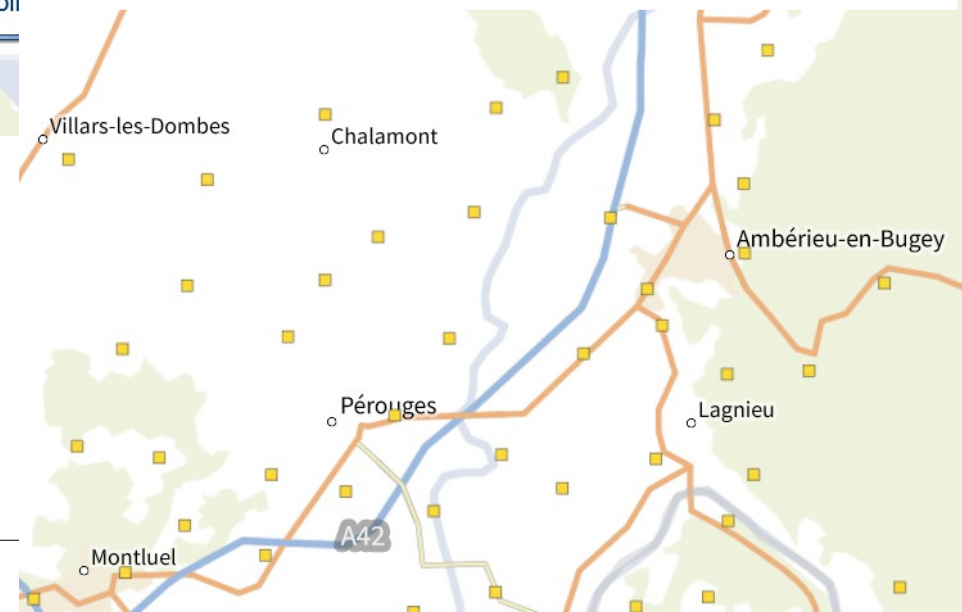 Villars-les-Dombes
Chalamont
Ambérieu-en-Bugey
Pérouges
Lagnieu
A42
Montluel